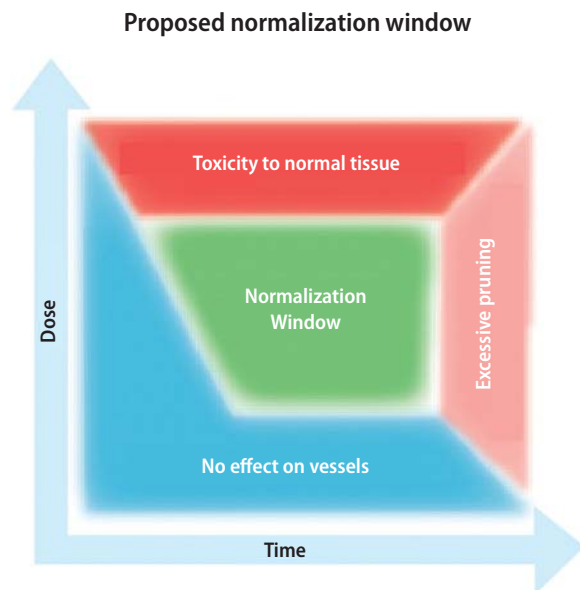 Proposed normalization window
Toxicity to normal tissue
Normalization
Window
Excessive pruning
Dose
No effect on vessels
Time